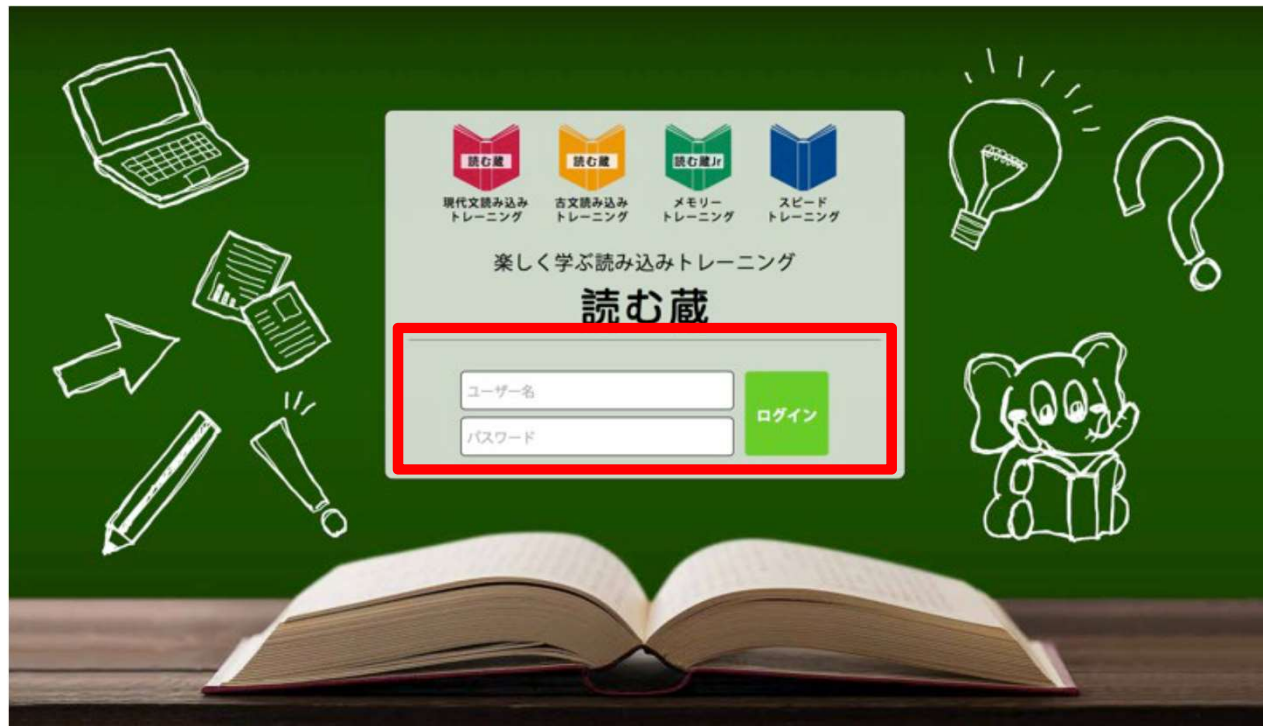 読む蔵
読む蔵
読む蔵Jr
現代文読み込み
トレーニング
古文読み込み
トレーニング
メモリー
トレーニング
スピード
トレーニング
楽しく学ぶ読み込みトレーニング
読む蔵
ユーザー名
パスワード
ログイン